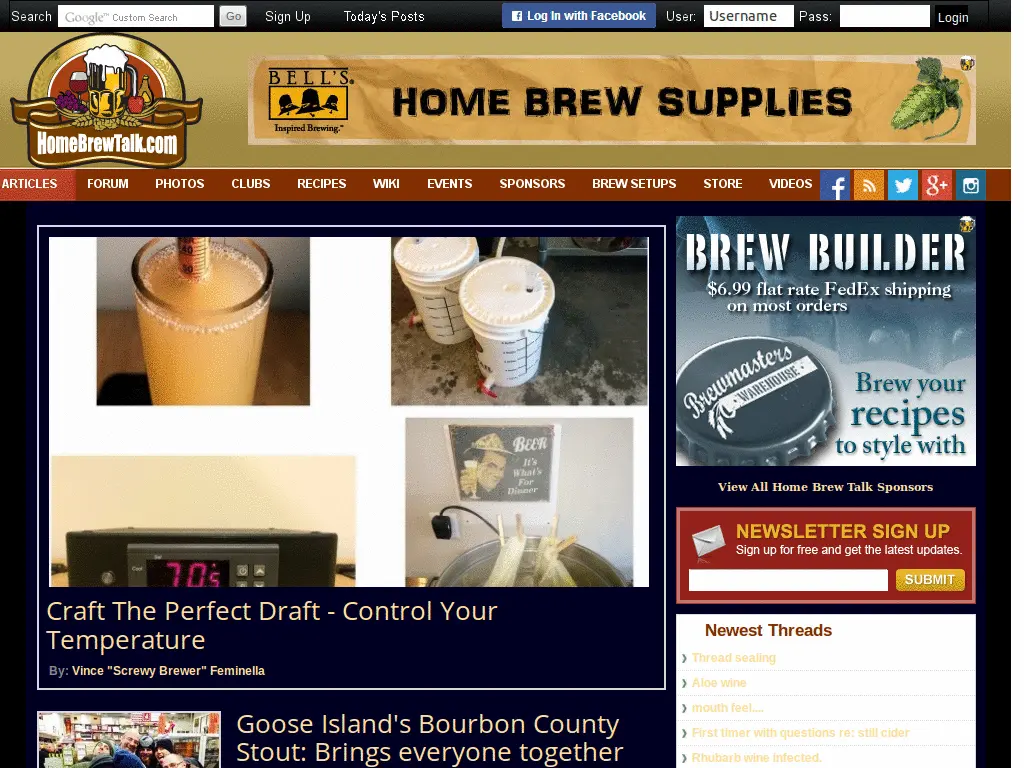 Search
Google™ Custom Search
Go
Sign Up
Today's Posts
Log In with Facebook
User:
Username
Pass:
Login
HomeBrewTalk.com
BELL'S
Inspired Brewing.™
HOME BREW SUPPLIES
ARTICLES
FORUM
PHOTOS
CLUBS
RECIPES
WIKI
EVENTS
SPONSORS
BREW SETUPS
STORE
VIDEOS
BEER
It's
What's
For
Dinner
Cool
Set
70s
Craft The Perfect Draft - Control Your
Temperature
By: Vince "Screwy Brewer" Feminella
Goose Island's Bourbon County
Stout: Brings everyone together
BREW BUILDER
$6.99 flat rate FedEx shipping
on most orders
Brewmasters
WAREHOUSE
Brew your
recipes
to style with
View All Home Brew Talk Sponsors
NEWSLETTER SIGN UP
Sign up for free and get the latest updates.
SUBMIT
Newest Threads
Thread sealing
Aloe wine
mouth feel....
First timer with questions re: still cider
Rhubarb wine infected.